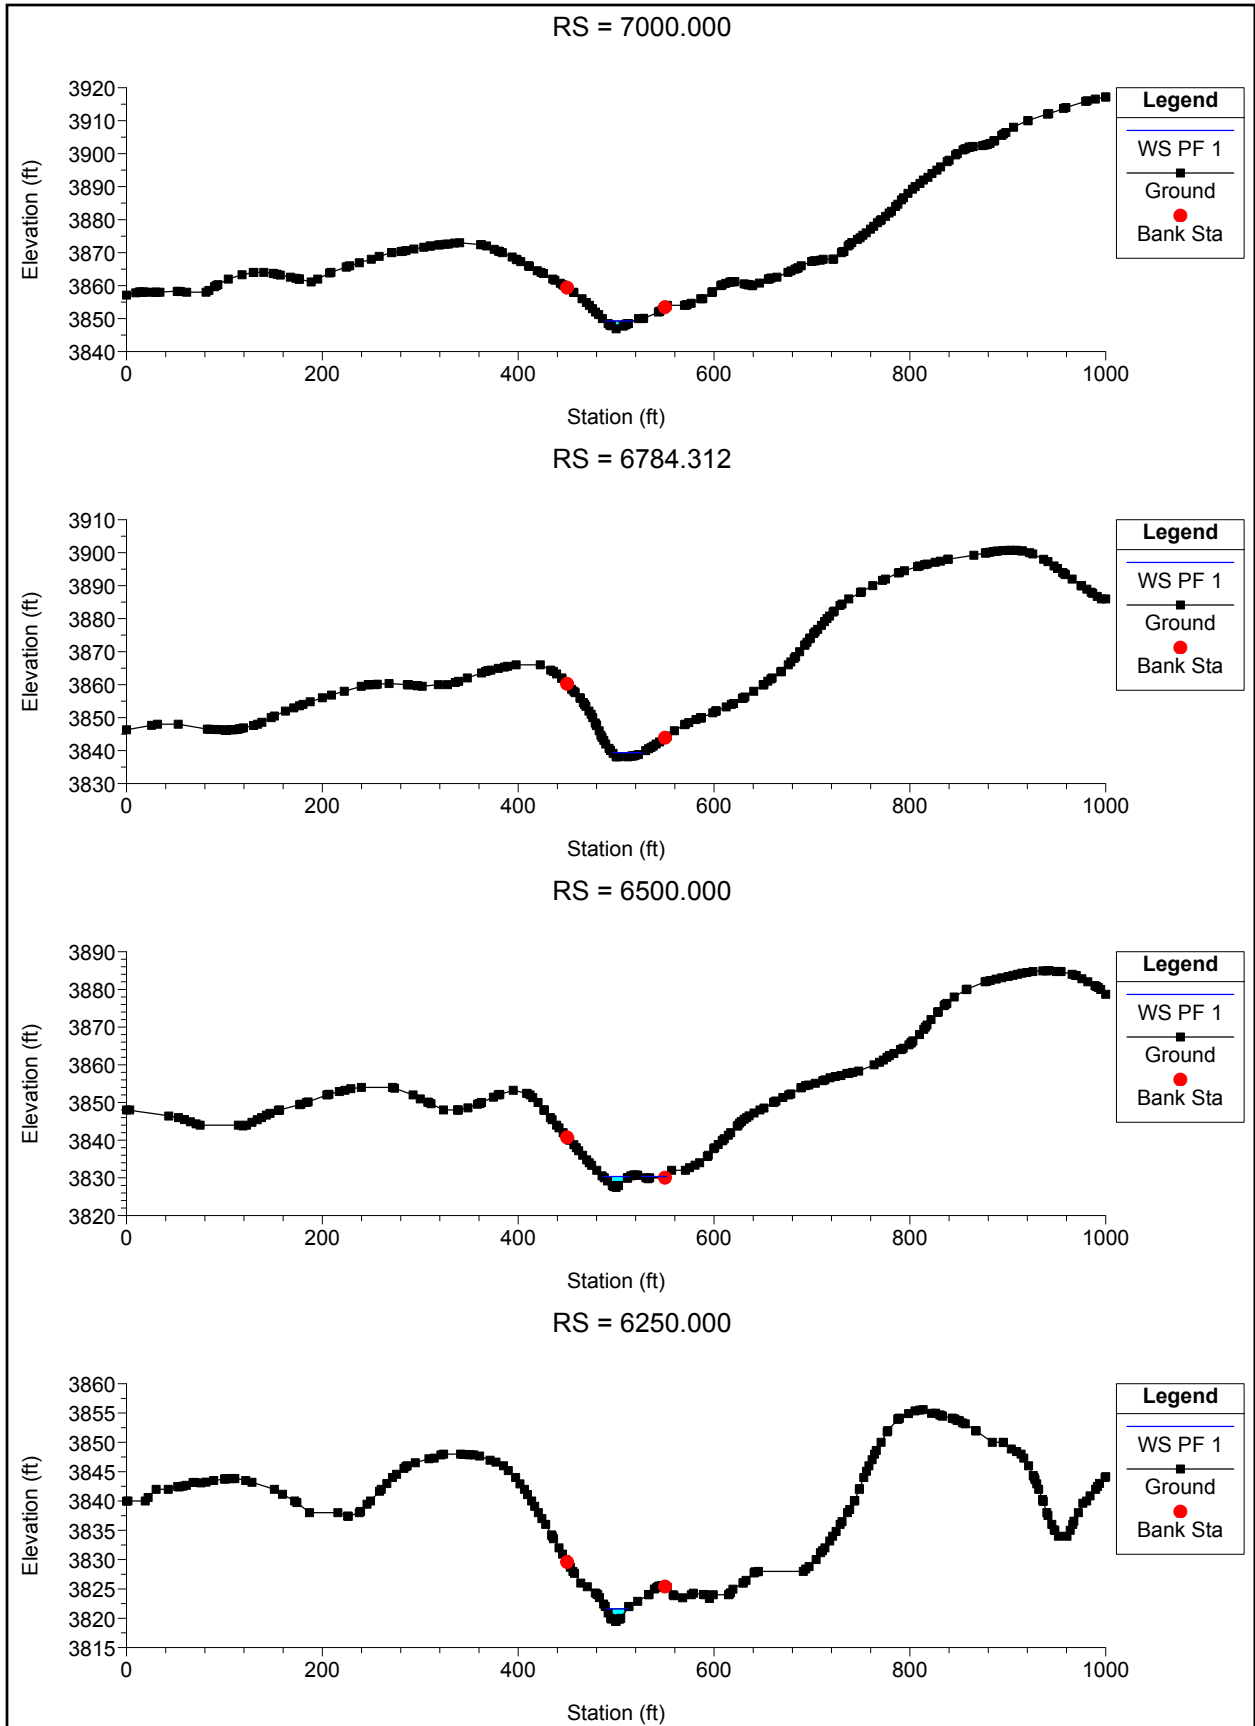 RS = 7000.000
3920
3910
3900
3890
3880
3870
3860
3850
3840
Elevation (ft)
0 200 400 600 800 1000
Station (ft)
Legend
WS PF 1
Ground
Bank Sta
RS = 6784.312
3910
3900
3890
3880
3870
3860
3850
3840
3830
Elevation (ft)
0 200 400 600 800 1000
Station (ft)
Legend
WS PF 1
Ground
Bank Sta
RS = 6500.000
3890
3880
3870
3860
3850
3840
3830
3820
Elevation (ft)
0 200 400 600 800 1000
Station (ft)
Legend
WS PF 1
Ground
Bank Sta
RS = 6250.000
3860
3855
3850
3845
3840
3835
3830
3825
3820
3815
Elevation (ft)
0 200 400 600 800 1000
Station (ft)
Legend
WS PF 1
Ground
Bank Sta